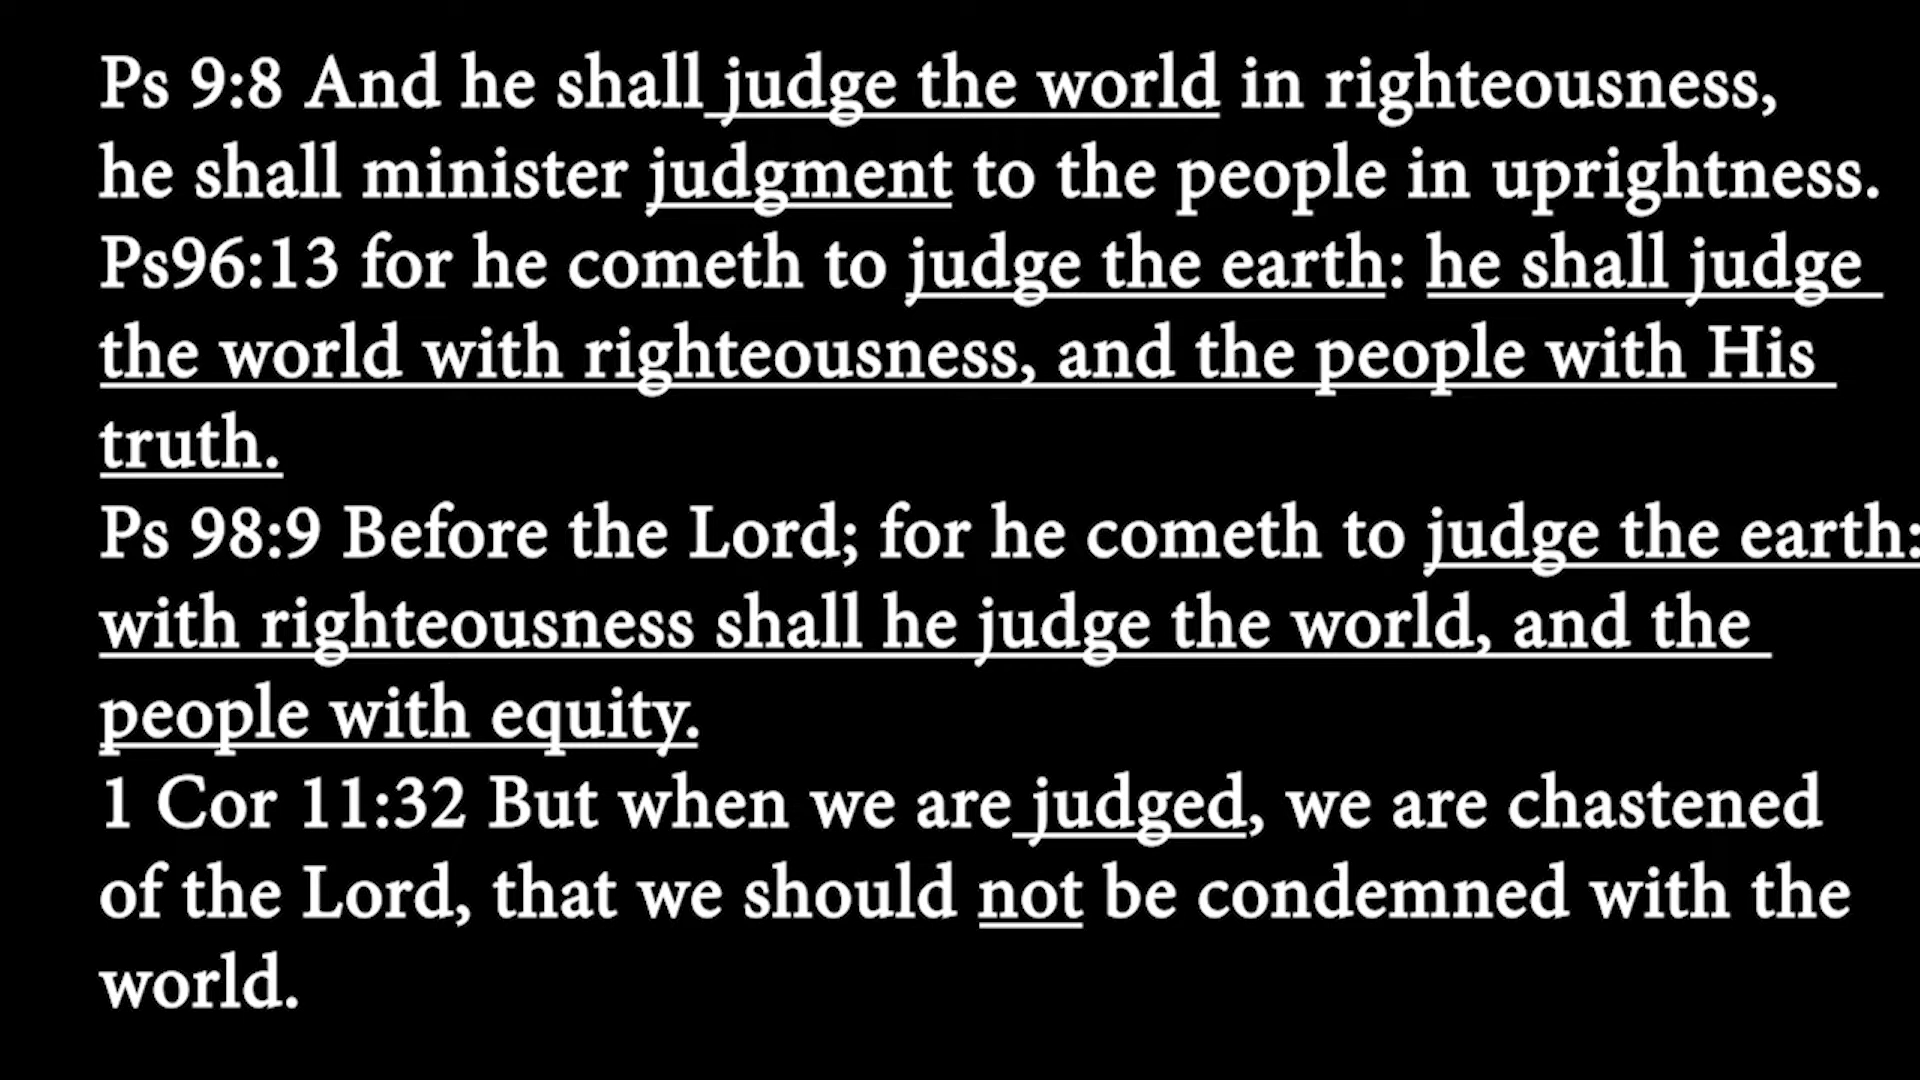 Ps 9:8 And he shall judge the world in righteousness,
he shall minister judgment to the people in uprightness.
Ps96:13 for he cometh to judge the earth: he shall judge
the world with righteousness, and the people with His
truth.
Ps 98:9 Before the Lord; for he cometh to judge the earth:
with righteousness shall he judge the world, and the
people with equity.
1 Cor 11:32 But when we are judged, we are chastened
of the Lord, that we should not be condemned with the
world.